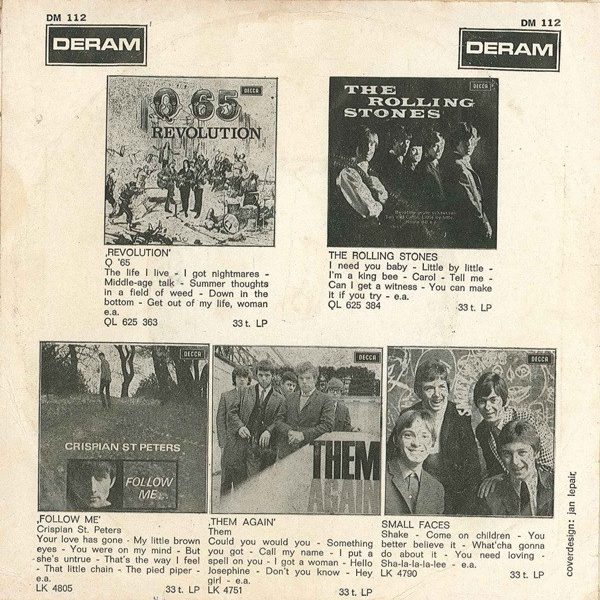 DM 112
DM 112
DERAM
DERAM
Q 65
DECCA
REVOLUTION
THE
ROLLING
STONES
DECCA
‚REVOLUTION'
Q '65
The life I live - I got nightmares -
Middle-age talk - Summer thoughts
in a field of weed - Down in the
bottom - Get out of my life, woman
e.a.
QL 625 363 33 t. LP
THE ROLLING STONES
I need you baby - Little by little -
I'm a king bee - Carol - Tell me -
Can I get a witness - You can make
it if you try - e.a.
QL 625 384 33 t. LP
DECCA
CRISPIAN ST PETERS
FOLLOW
ME...
DECCA
THEM
AGAIN
DECCA
‚FOLLOW ME'
Crispian St. Peters
Your love has gone - My little brown
eyes - You were on my mind - But
she's untrue - That's the way I feel
- That little chain - The pied piper -
e.a.
LK 4805 33 t. LP
‚THEM AGAIN'
Them
Could you would you - Something
you got - Call my name - I put a
spell on you - I got a woman - Hello
Josephine - Don't you know - Hey
girl - e.a.
LK 4751 33 t. LP
SMALL FACES
Shake - Come on children - You
better believe it - What'cha gonna
do about it - You need loving -
Sha-la-la-la-lee - e.a.
LK 4790 33 t. LP
coverdesign: jan lepair,